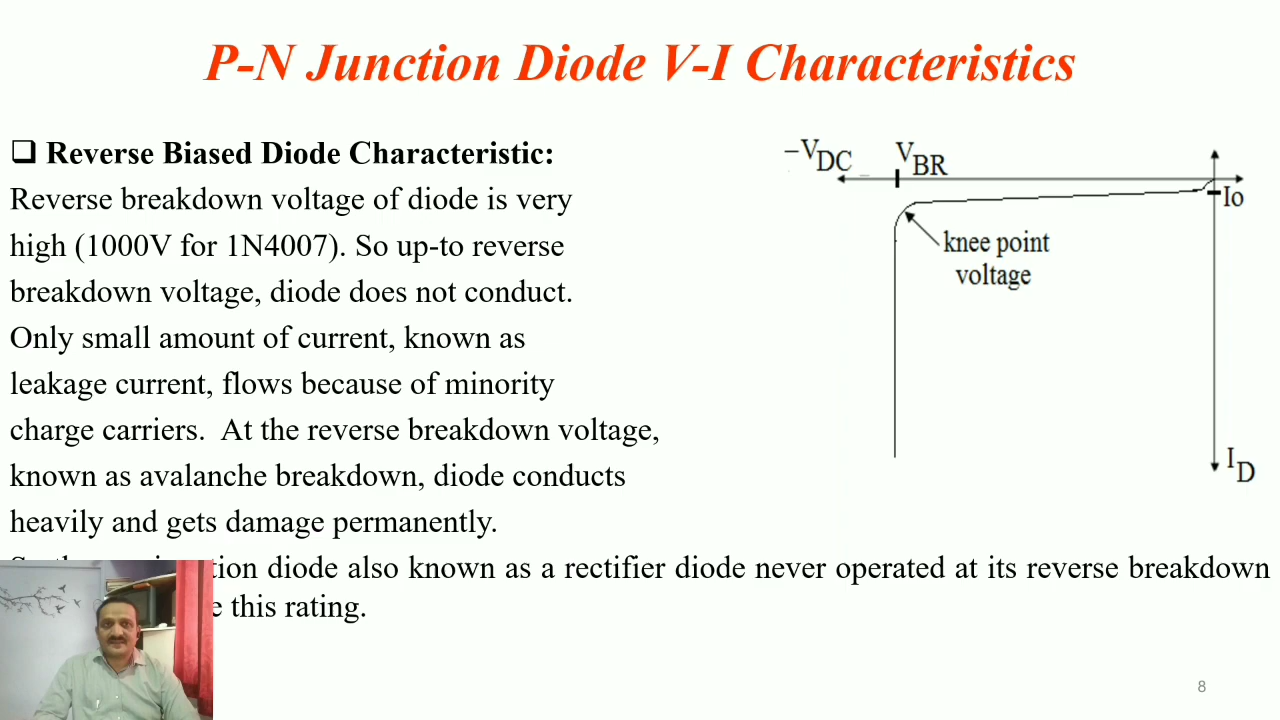 P-N Junction Diode V-I Characteristics
❑ Reverse Biased Diode Characteristic:
Reverse breakdown voltage of diode is very
high (1000V for 1N4007). So up-to reverse
breakdown voltage, diode does not conduct.
Only small amount of current, known as
leakage current, flows because of minority
charge carriers. At the reverse breakdown voltage,
known as avalanche breakdown, diode conducts
heavily and gets damage permanently.
diode also known as a rectifier diode never operated at its reverse breakdown
this rating.
−VDC
VBR
Io
knee point
voltage
ID
8